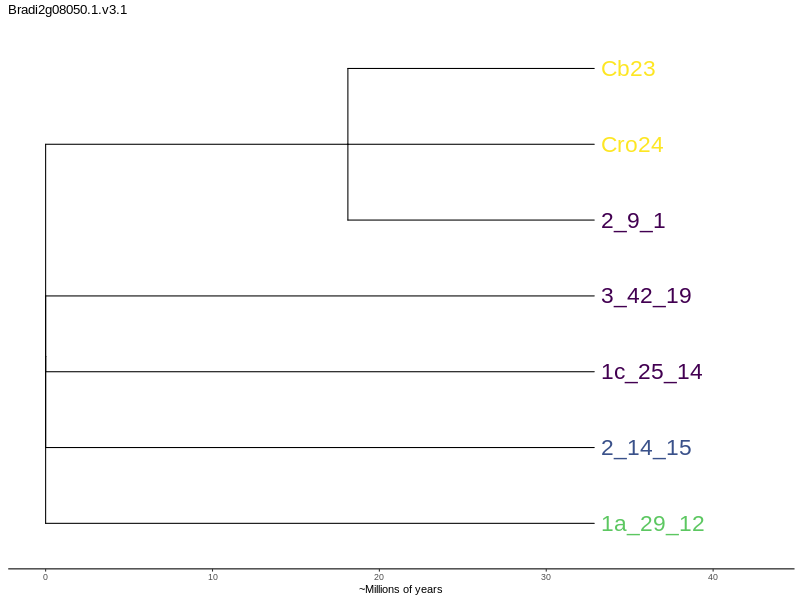 Bradi2g08050.1.v3.1
Cb23
Cro24
2_9_1
3_42_19
1c_25_14
2_14_15
1a_29_12
0 10 20 30 40
~Millions of years